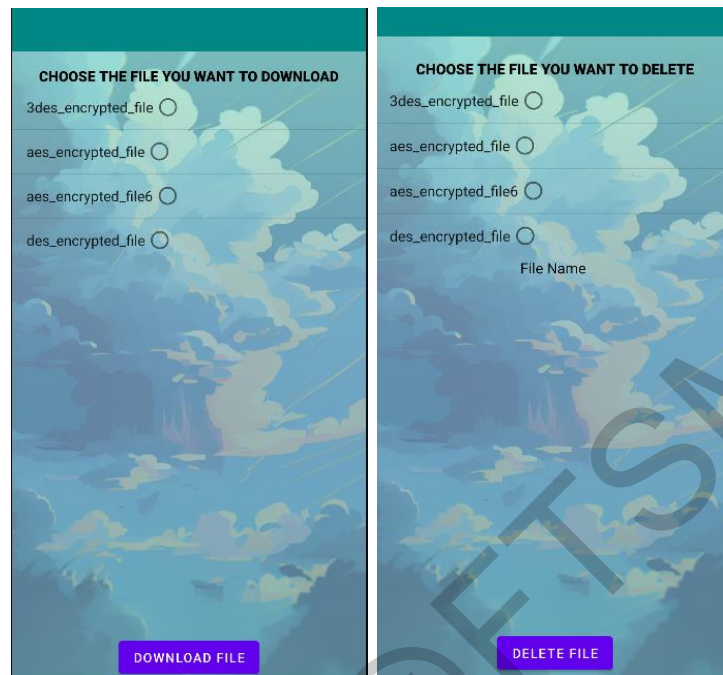 CHOOSE THE FILE YOU WANT TO DOWNLOAD
3des_encrypted_file
aes_encrypted_file
aes_encrypted_file6
des_encrypted_file
DOWNLOAD FILE
CHOOSE THE FILE YOU WANT TO DELETE
3des_encrypted_file
aes_encrypted_file
aes_encrypted_file6
des_encrypted_file
File Name
DELETE FILE